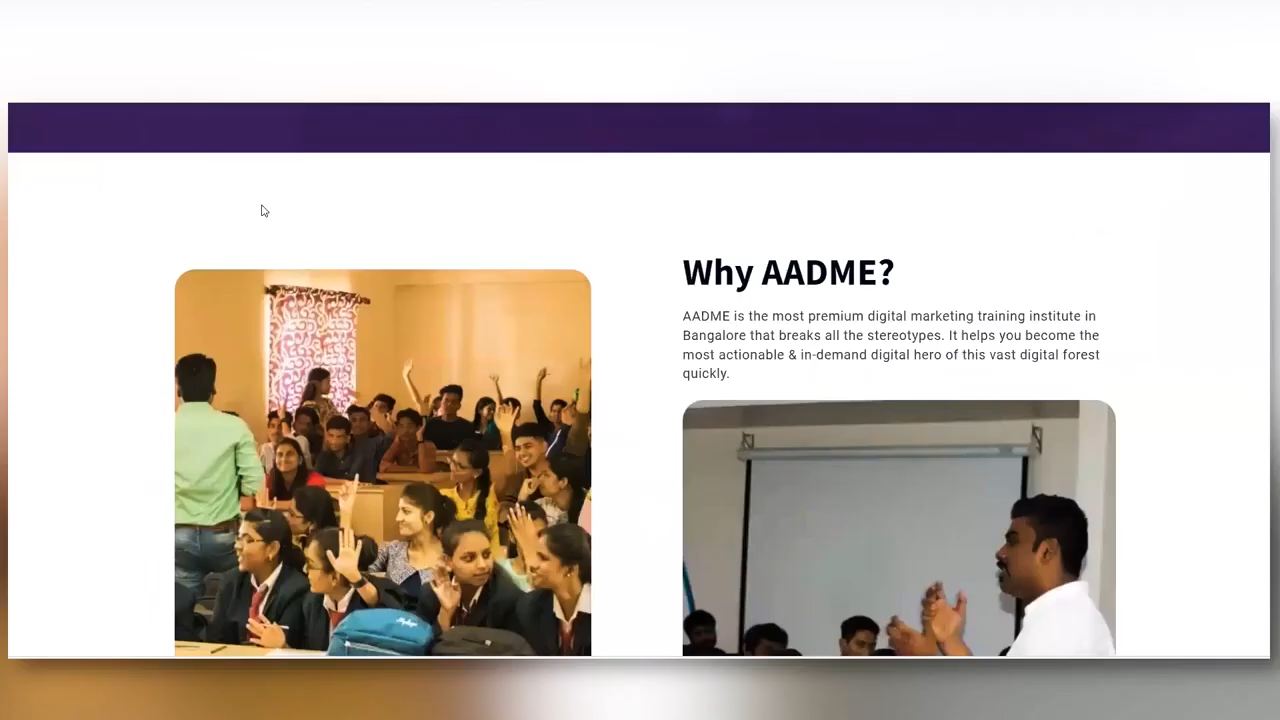 Why AADME?
AADME is the most premium digital marketing training institute in
Bangalore that breaks all the stereotypes. It helps you become the
most actionable & in-demand digital hero of this vast digital forest
quickly.